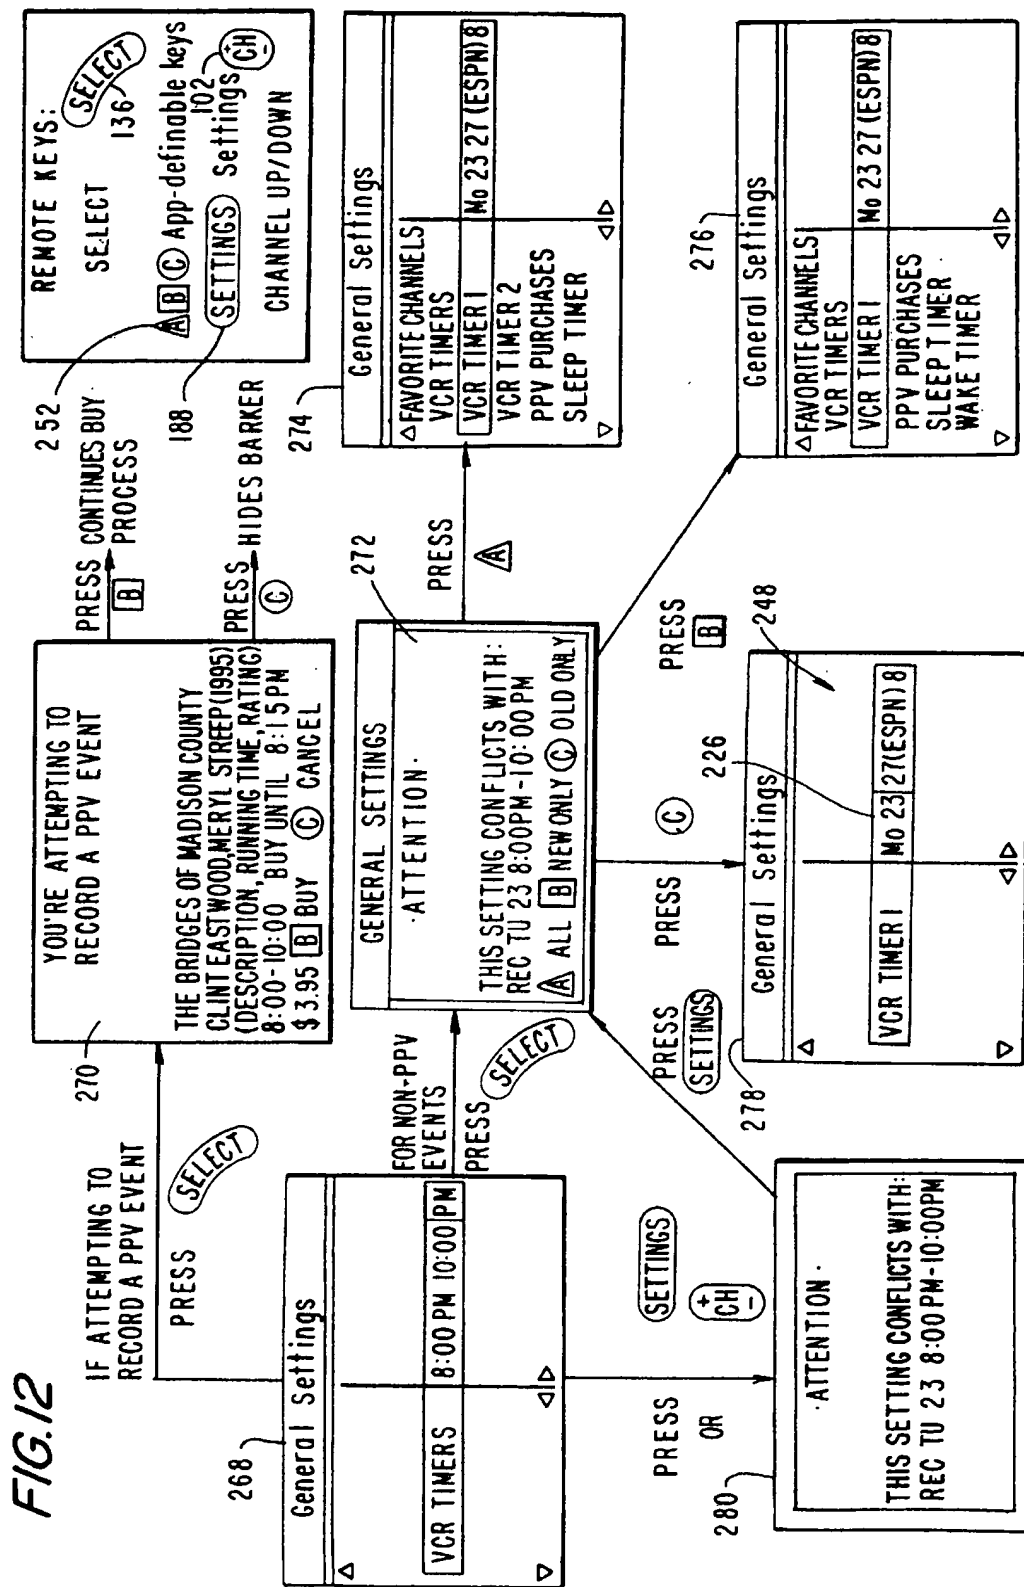 FIG.12
IF ATTEMPTING TO
RECORD A PPV EVENT
PRESS
SELECT
270
YOU'RE ATTEMPTING TO
RECORD A PPV EVENT
THE BRIDGES OF MADISON COUNTY
CLINT EASTWOOD,MERYL STREEP(1995)
(DESCRIPTION, RUNNING TIME, RATING)
8:00-10:00 BUY UNTIL 8:15PM
$3.95 B BUY C CANCEL
PRESS CONTINUES BUY
B PROCESS
PRESS HIDES BARKER
C
REMOTE KEYS:
SELECT SELECT
136
252
A B C App-definable keys
102
188
SETTINGS Settings
+
CH
-
CHANNEL UP/DOWN
268
General Settings
VCR TIMERS 8:00PM 10:00 PM
FOR NON-PPV
EVENTS
PRESS
SELECT
272
GENERAL SETTINGS
·ATTENTION·
THIS SETTING CONFLICTS WITH:
REC TU 23 8:00PM-10:00PM
A ALL B NEW ONLY C OLD ONLY
PRESS
A
274
General Settings
FAVORITE CHANNELS
VCR TIMERS
VCR TIMER 1 Mo 23 27 (ESPN) 8
VCR TIMER 2
PPV PURCHASES
SLEEP TIMER
PRESS
OR
SETTINGS
+
CH
-
280
·ATTENTION·
THIS SETTING CONFLICTS WITH:
REC TU 23 8:00PM-10:00PM
PRESS
SETTINGS
PRESS C
PRESS
B
278
General Settings
226
248
VCR TIMER 1 Mo 23 27(ESPN) 8
276
General Settings
FAVORITE CHANNELS
VCR TIMERS
VCR TIMER 1 Mo 23 27 (ESPN) 8
PPV PURCHASES
SLEEP T IMER
WAKE TIMER